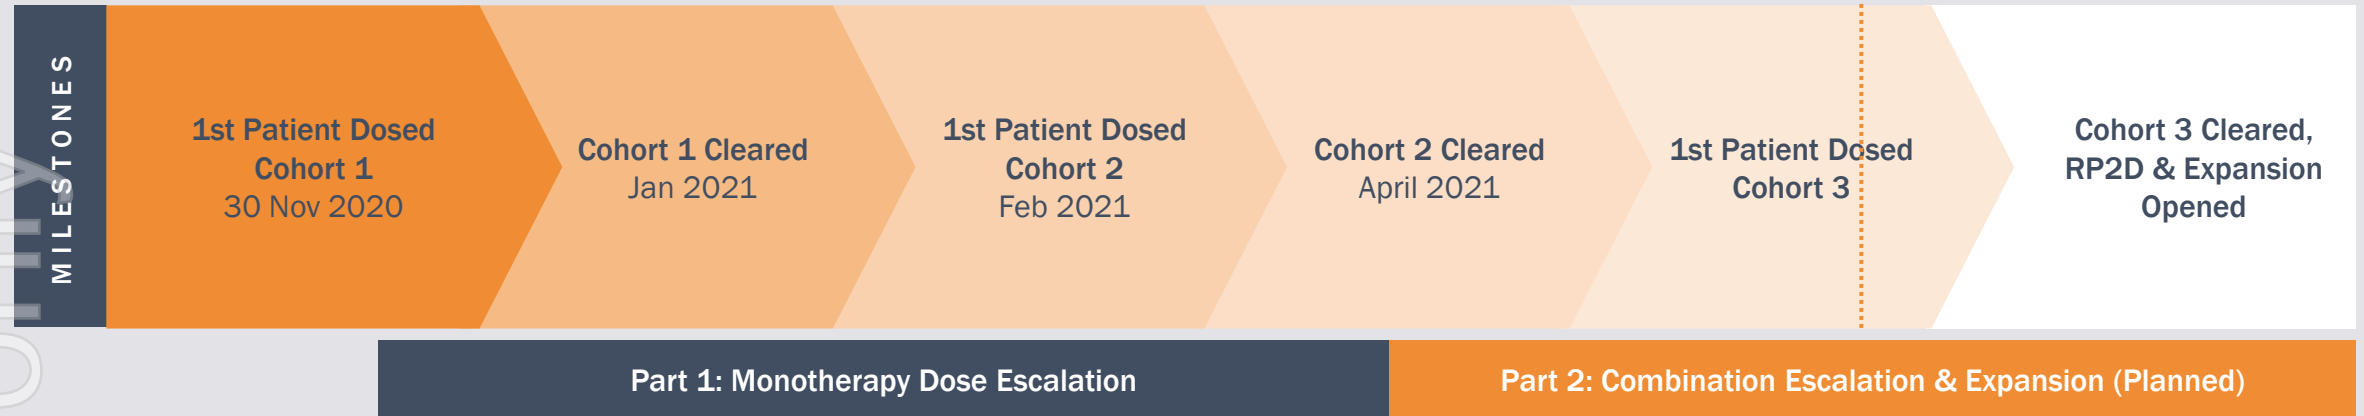 MILESTONES
1st Patient Dosed
Cohort 1
30 Nov 2020
Cohort 1 Cleared
Jan 2021
1st Patient Dosed
Cohort 2
Feb 2021
Cohort 2 Cleared
April 2021
1st Patient Dosed
Cohort 3
Cohort 3 Cleared,
RP2D & Expansion
Opened
Part 1: Monotherapy Dose Escalation
Part 2: Combination Escalation & Expansion (Planned)